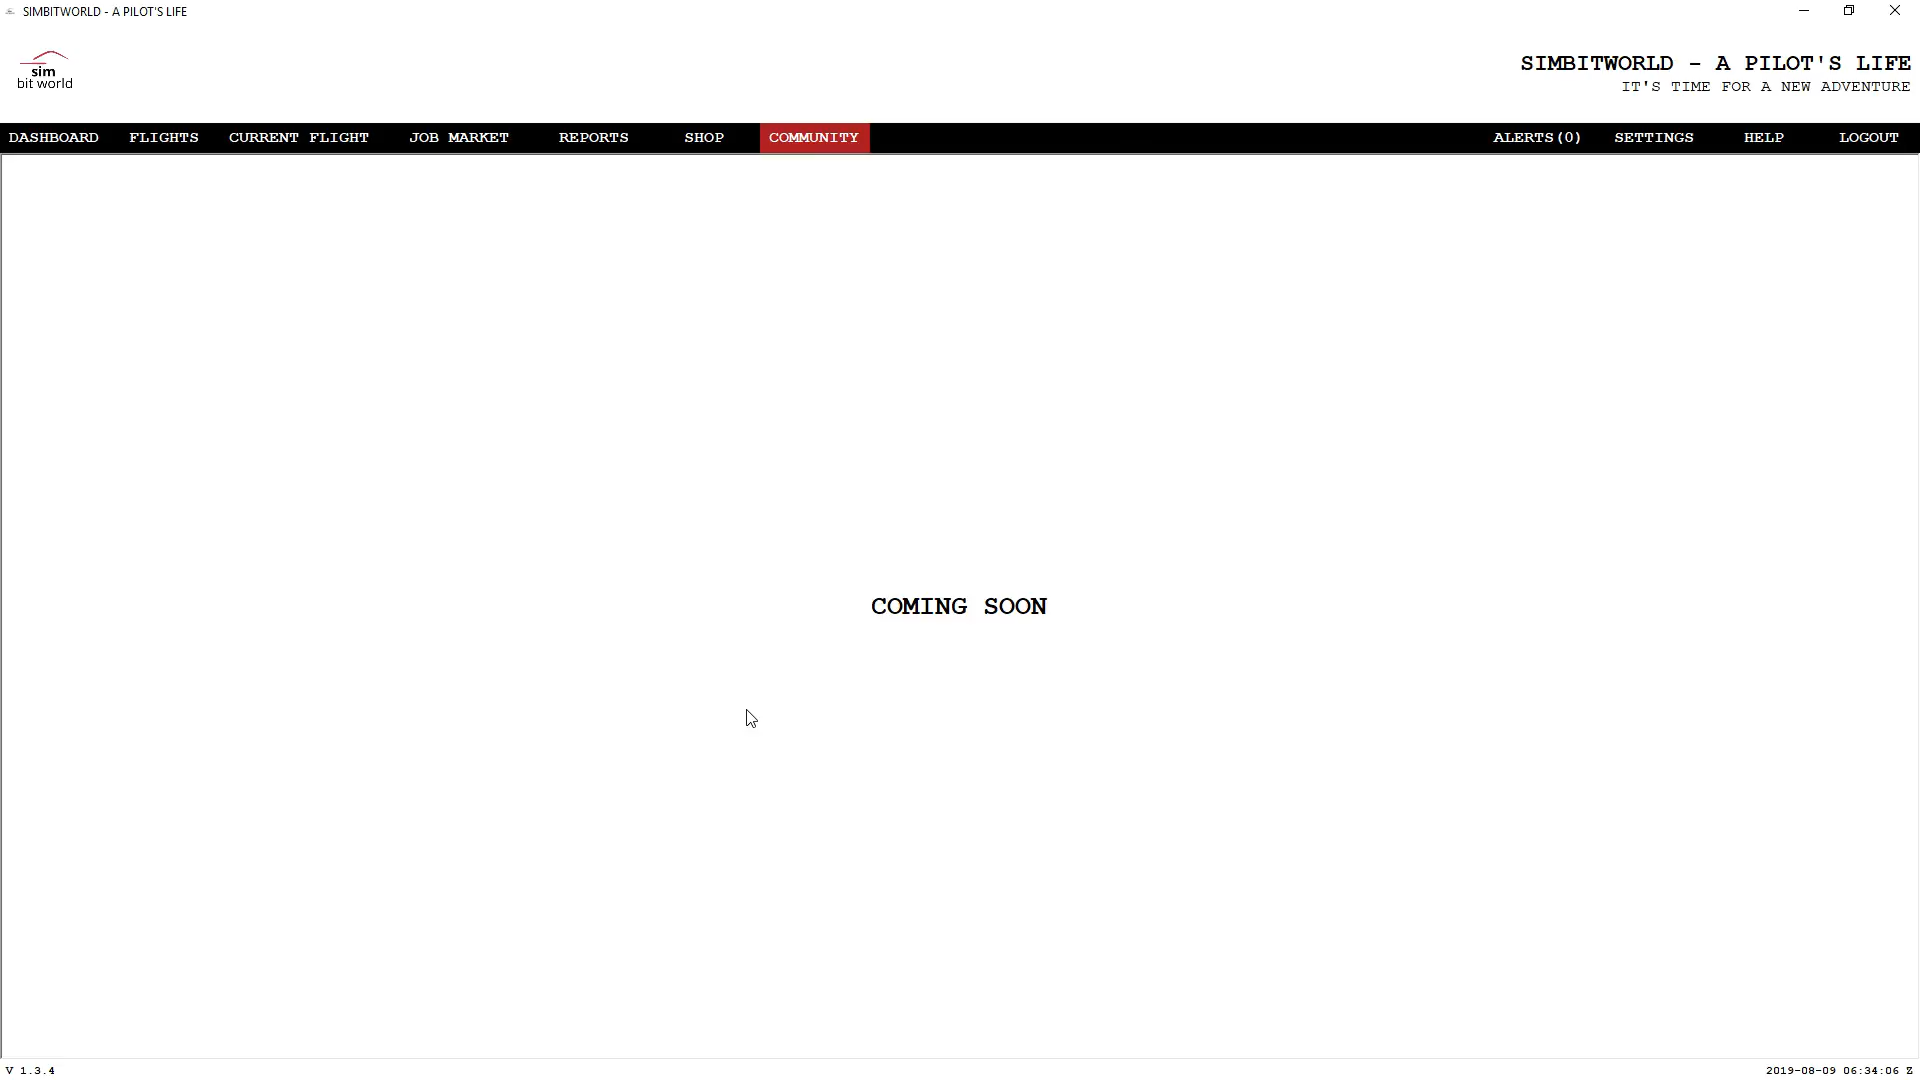 SIMBITWORLD - A PILOT'S LIFE
sim
bit world
SIMBITWORLD - A PILOT'S LIFE
IT'S TIME FOR A NEW ADVENTURE
DASHBOARD FLIGHTS CURRENT FLIGHT JOB MARKET REPORTS SHOP COMMUNITY ALERTS(0) SETTINGS HELP LOGOUT
COMING SOON
V 1.3.4 2019-08-09 06:34:06 Z